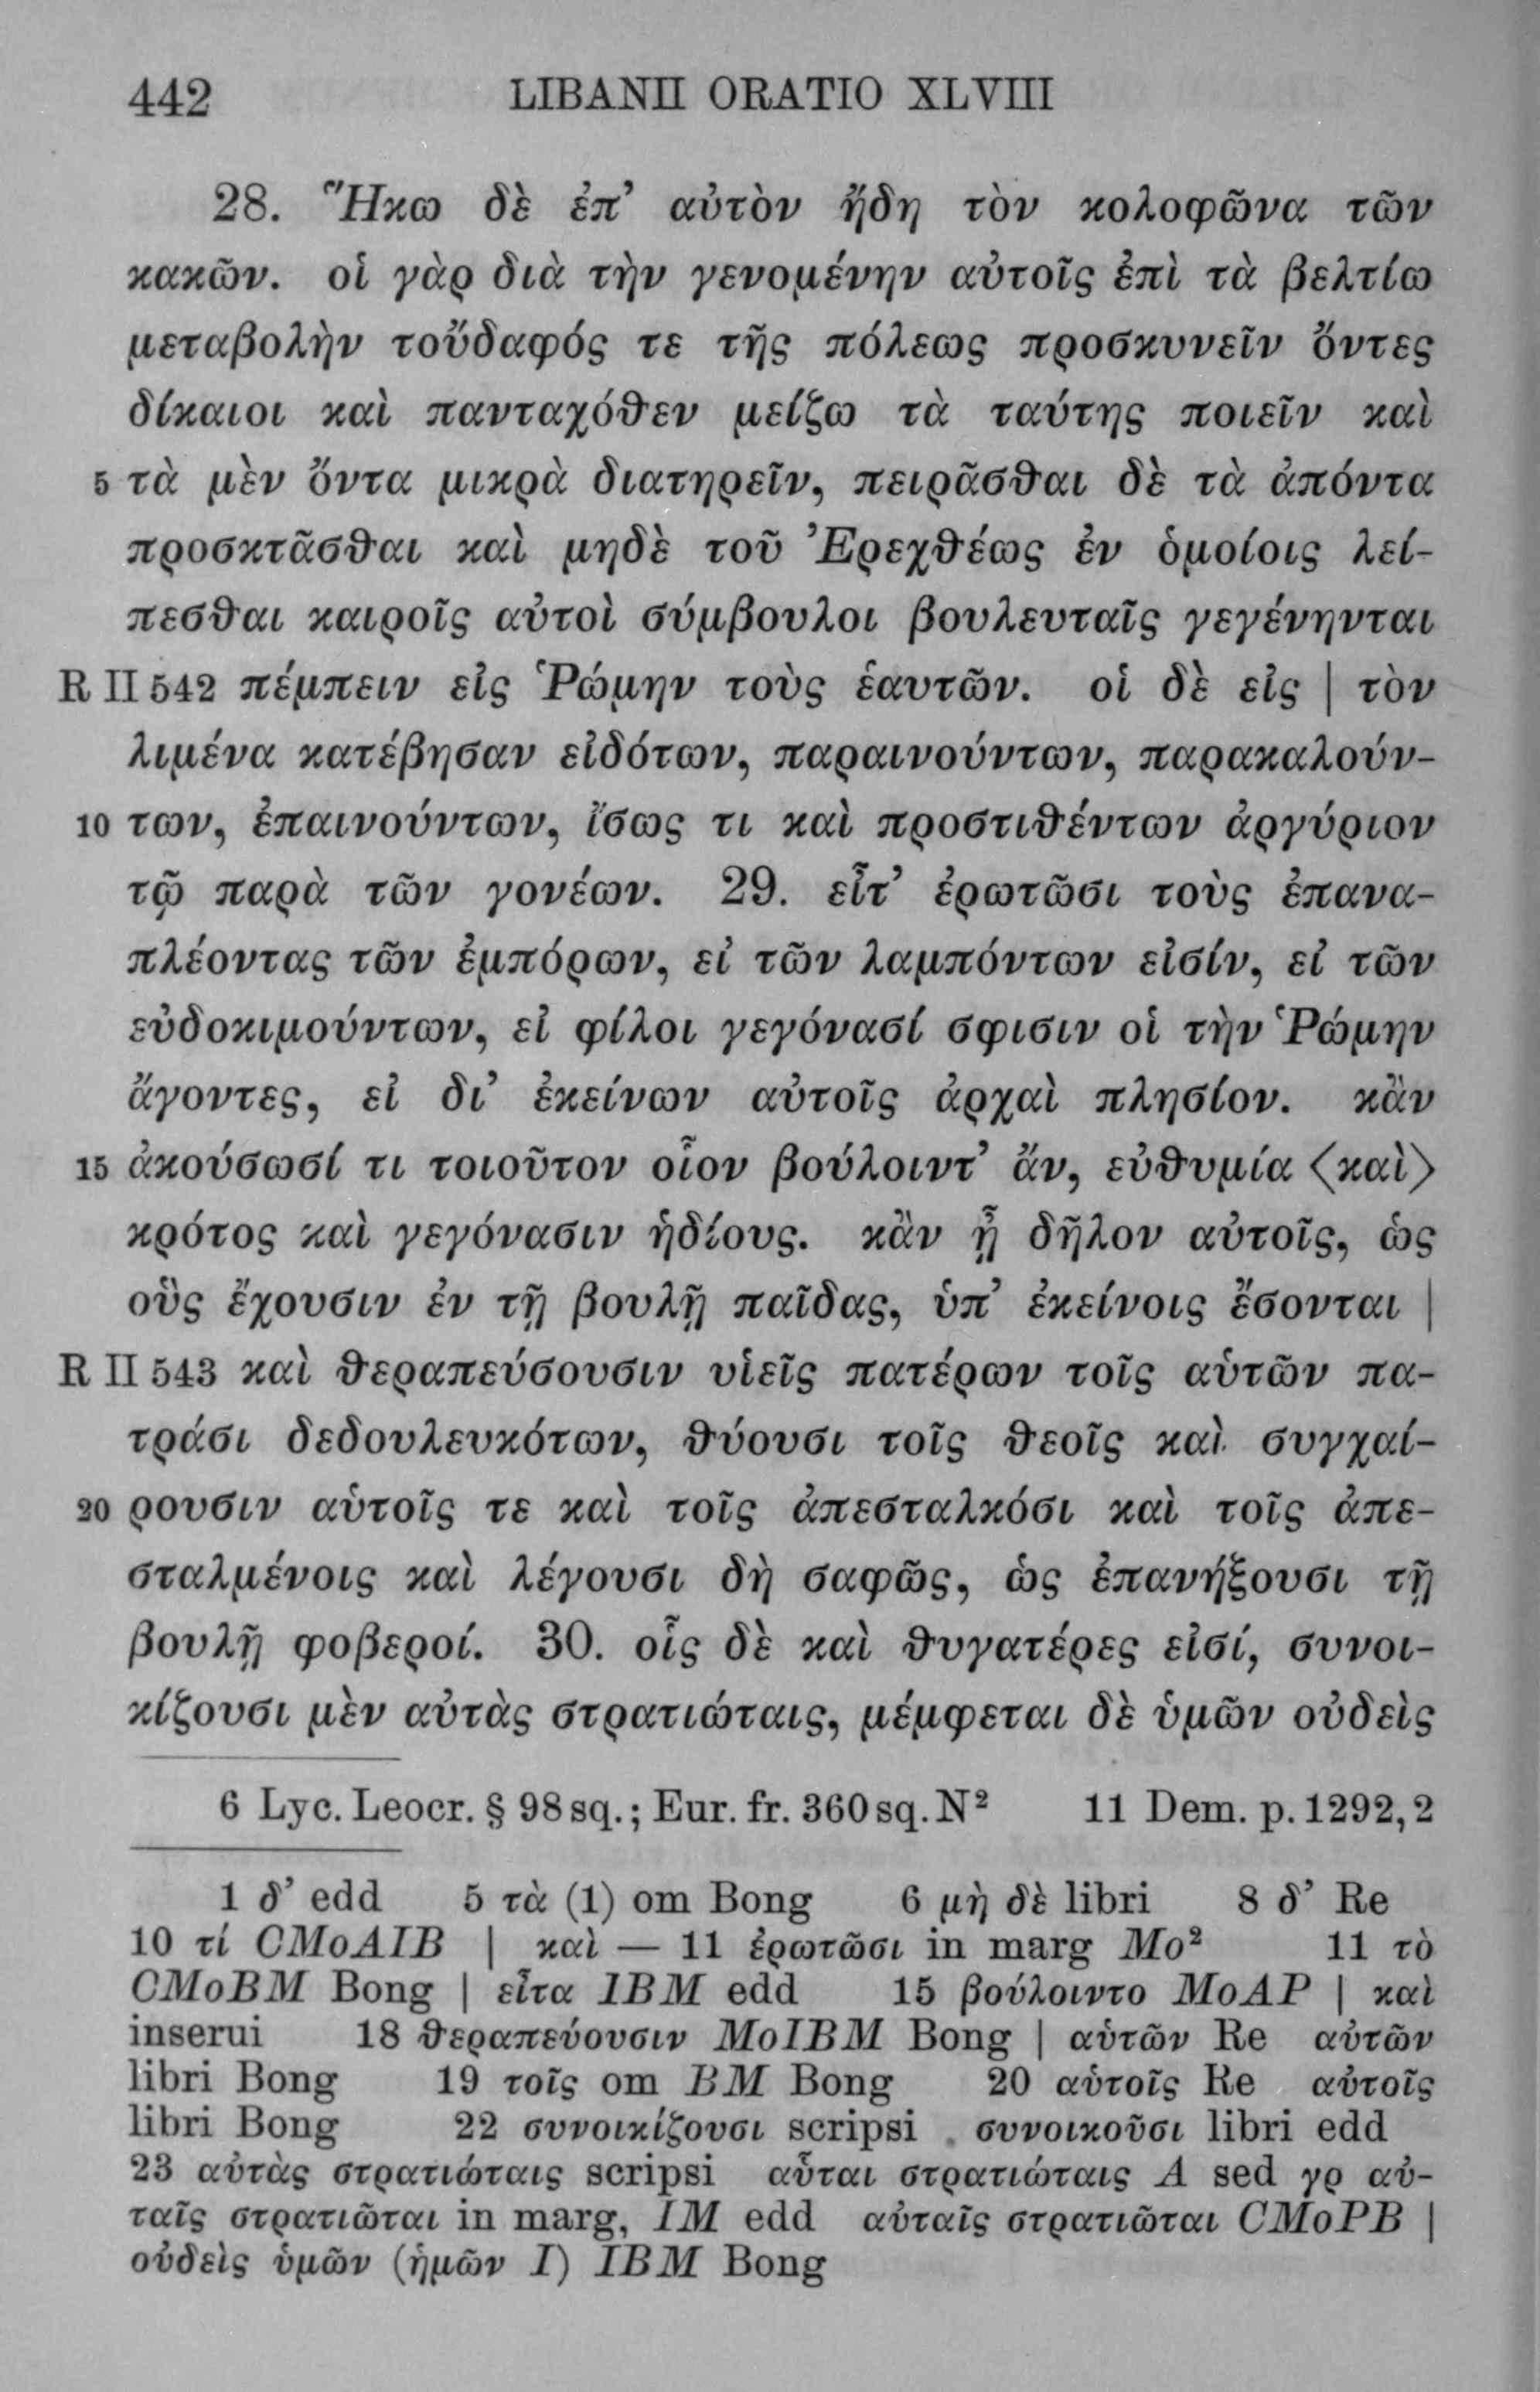 442 LIBANII ORATIO XLVIII
28. Ἥκω δὲ ἐπ’ αὐτὸν ἤδη τὸν κολοφῶνα τῶν
κακῶν. οἱ γὰρ διὰ τὴν γενομένην αὐτοῖς ἐπὶ τὰ βελτίω
μεταβολὴν τοὔδαφός τε τῆς πόλεως προσκυνεῖν ὄντες
δίκαιοι καὶ πανταχόθεν μείζω τὰ ταύτης ποιεῖν καὶ
5 τὰ μὲν ὄντα μικρὰ διατηρεῖν, πειρᾶσθαι δὲ τὰ ἀπόντα
προσκτᾶσθαι καὶ μηδὲ τοῦ Ἐρεχθέως ἐν ὁμοίοις λεί-
πεσθαι καιροῖς αὐτοὶ σύμβουλοι βουλευταῖς γεγένηνται
R II 542 πέμπειν εἰς Ῥώμην τοὺς ἑαυτῶν. οἱ δὲ εἰς | τὸν
λιμένα κατέβησαν εἰδότων, παραινούντων, παρακαλούν-
10 των, ἐπαινούντων, ἴσως τι καὶ προστιθέντων ἀργύριον
τῷ παρὰ τῶν γονέων. 29. εἶτ’ ἐρωτῶσι τοὺς ἐπανα-
πλέοντας τῶν ἐμπόρων, εἰ τῶν λαμπόντων εἰσίν, εἰ τῶν
εὐδοκιμούντων, εἰ φίλοι γεγόνασί σφισιν οἱ τὴν Ῥώμην
ἄγοντες, εἰ δι’ ἐκείνων αὐτοῖς ἀρχαὶ πλησίον. κἂν
15 ἀκούσωσί τι τοιοῦτον οἷον βούλοιντ’ ἄν, εὐθυμία ⟨καὶ⟩
κρότος καὶ γεγόνασιν ἡδίους. κἂν ᾖ δῆλον αὐτοῖς, ὡς
οὓς ἔχουσιν ἐν τῇ βουλῇ παῖδας, ὑπ’ ἐκείνοις ἔσονται |
R II 543 καὶ θεραπεύσουσιν υἱεῖς πατέρων τοῖς αὑτῶν πα-
τράσι δεδουλευκότων, θύουσι τοῖς θεοῖς καὶ συγχαί-
20 ρουσιν αὑτοῖς τε καὶ τοῖς ἀπεσταλκόσι καὶ τοῖς ἀπε-
σταλμένοις καὶ λέγουσι δὴ σαφῶς, ὡς ἐπανήξουσι τῇ
βουλῇ φοβεροί. 30. οἷς δὲ καὶ θυγατέρες εἰσί, συνοι-
κίζουσι μὲν αὐτὰς στρατιώταις, μέμφεται δὲ ὑμῶν οὐδεὶς
6 Lyc. Leocr. § 98 sq.; Eur. fr. 360 sq. N² 11 Dem. p. 1292, 2
1 δ’ edd 5 τὰ (1) om Bong 6 μὴ δὲ libri 8 δ’ Re
10 τί CMoAIB | καὶ — 11 ἐρωτῶσι in marg Mo² 11 τὸ
CMoBM Bong | εἶτα IBM edd 15 βούλοιντο MoAP | καὶ
inserui 18 θεραπεύουσιν MoIBM Bong | αὑτῶν Re αὐτῶν
libri Bong 19 τοῖς om BM Bong 20 αὑτοῖς Re αὐτοῖς
libri Bong 22 συνοικίζουσι scripsi συνοικοῦσι libri edd
23 αὐτὰς στρατιώταις scripsi αὗται στρατιώταις A sed γρ αὐ-
ταῖς στρατιῶται in marg, IM edd αὐταῖς στρατιῶται CMoPB |
οὐδεὶς ὑμῶν (ἡμῶν I) IBM Bong